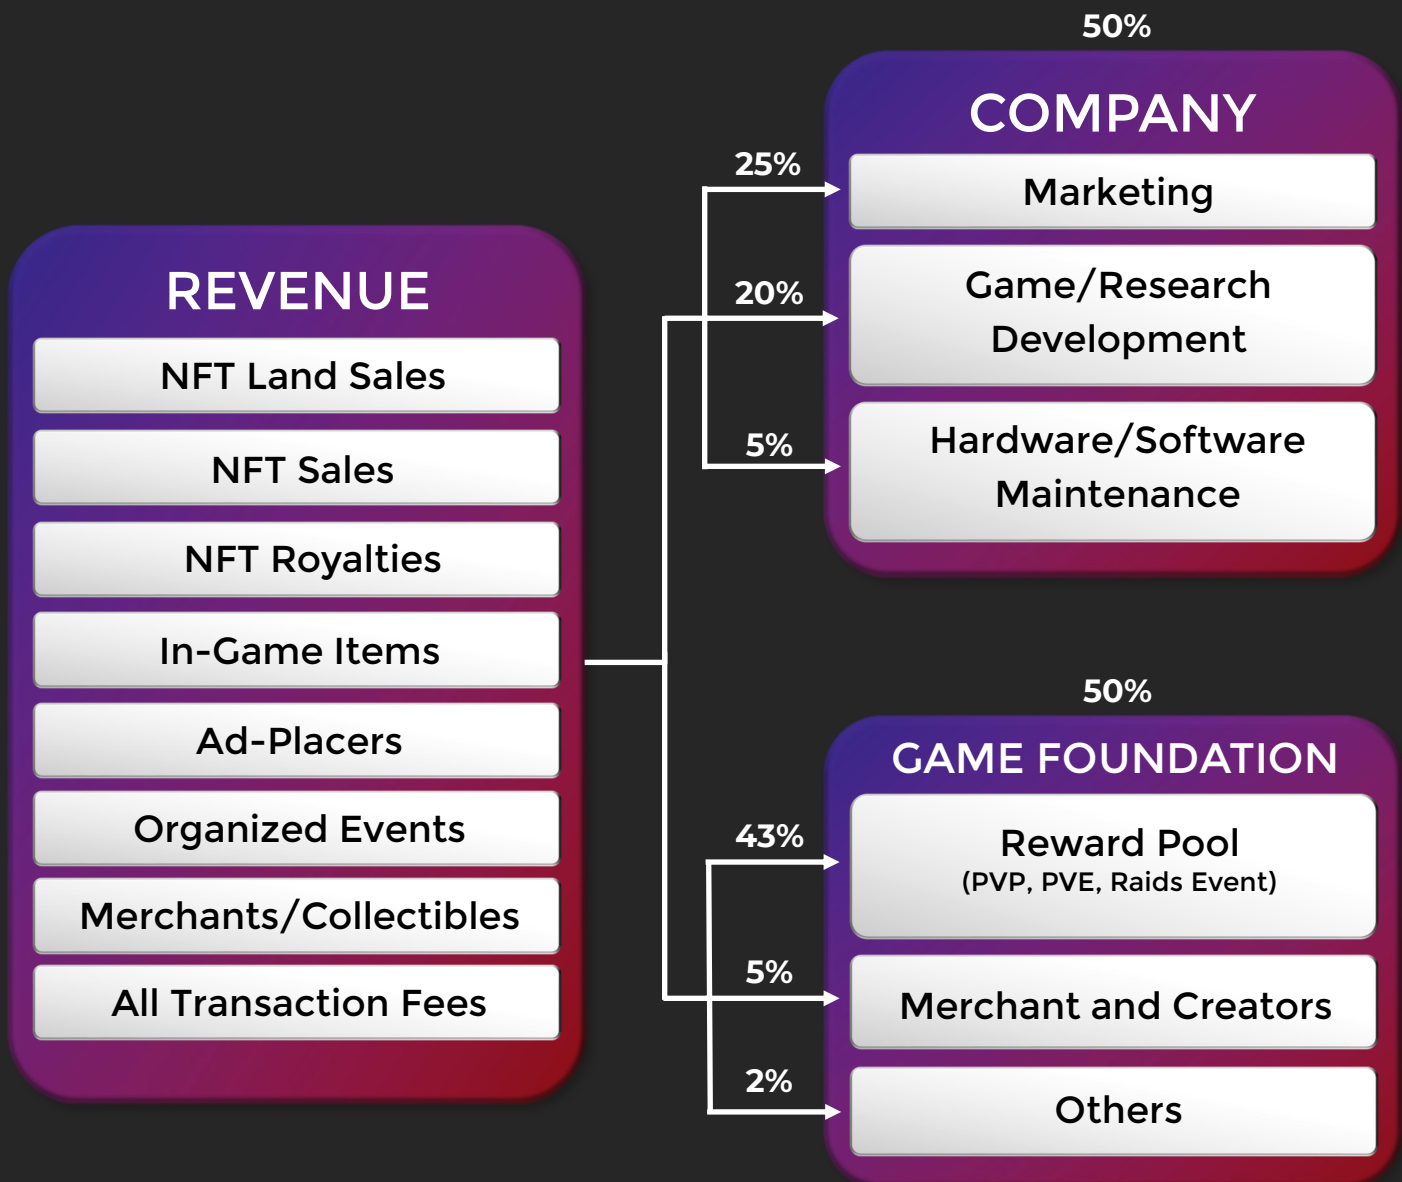 REVENUE
NFT Land Sales
NFT Sales
NFT Royalties
In-Game Items
Ad-Placers
Organized Events
Merchants/Collectibles
All Transaction Fees
50%
COMPANY
25%
Marketing
20%
Game/Research
Development
5%
Hardware/Software
Maintenance
50%
GAME FOUNDATION
43%
Reward Pool
(PVP, PVE, Raids Event)
5%
Merchant and Creators
2%
Others